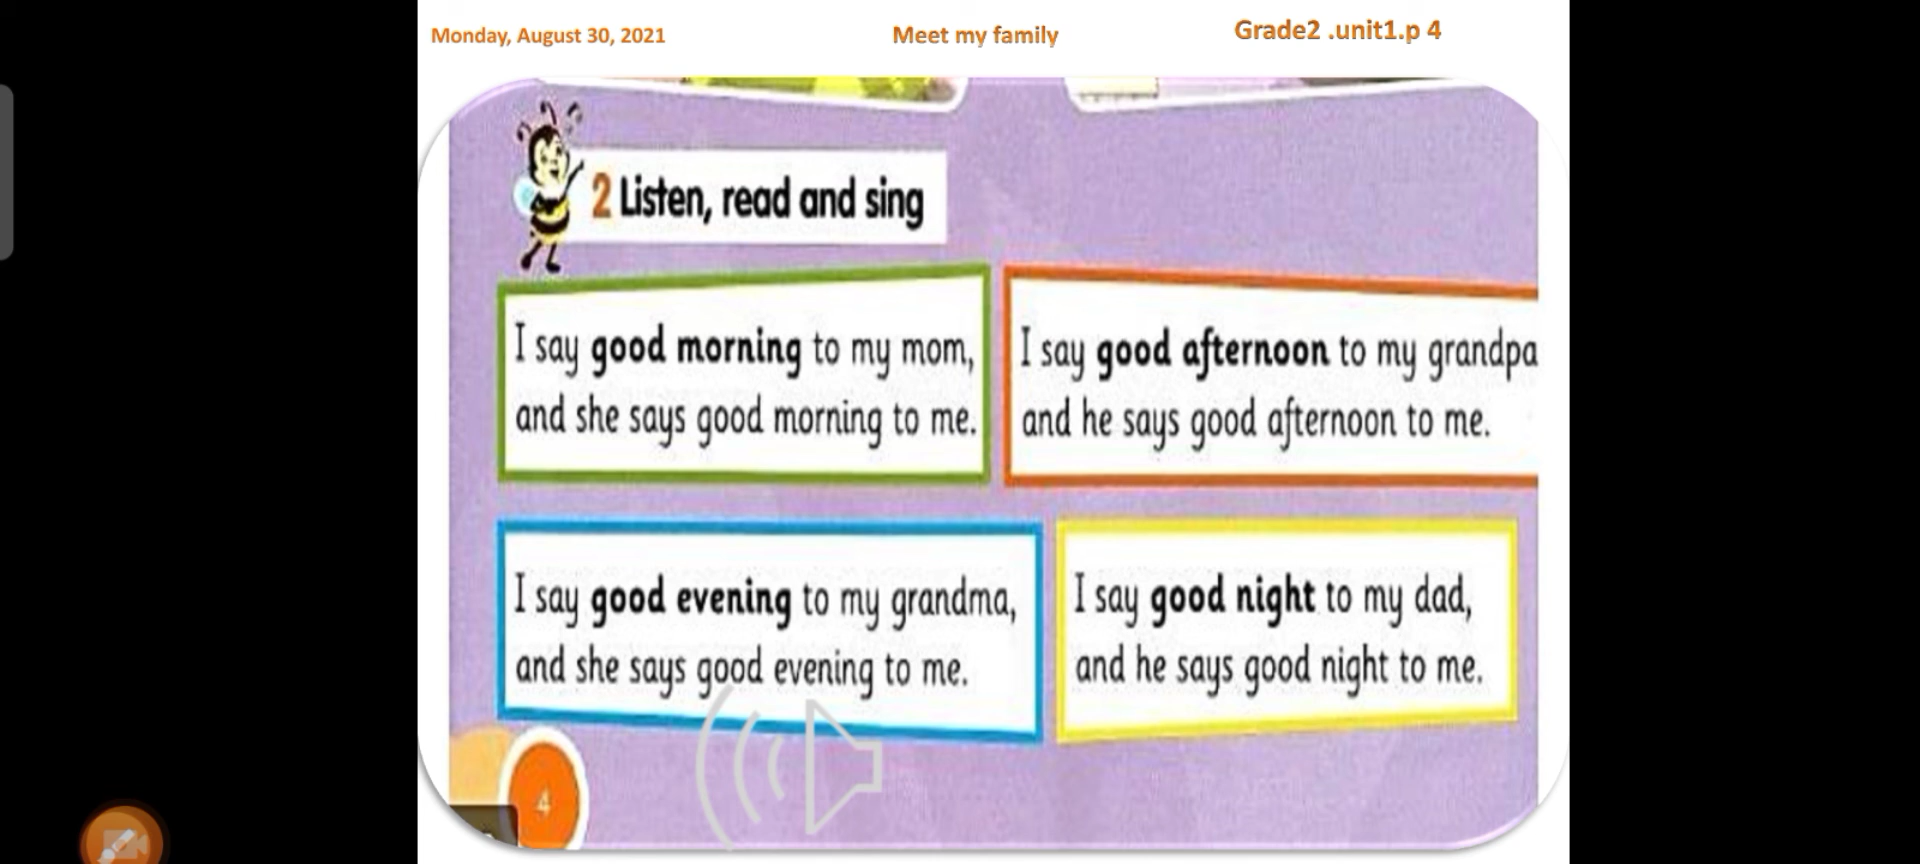 Monday, August 30, 2021
Meet my family
Grade2 .unit1.p 4
2 Listen, read and sing
I say good morning to my mom,
and she says good morning to me.
I say good afternoon to my grandpa
and he says good afternoon to me.
I say good evening to my grandma,
and she says good evening to me.
I say good night to my dad,
and he says good night to me.
4